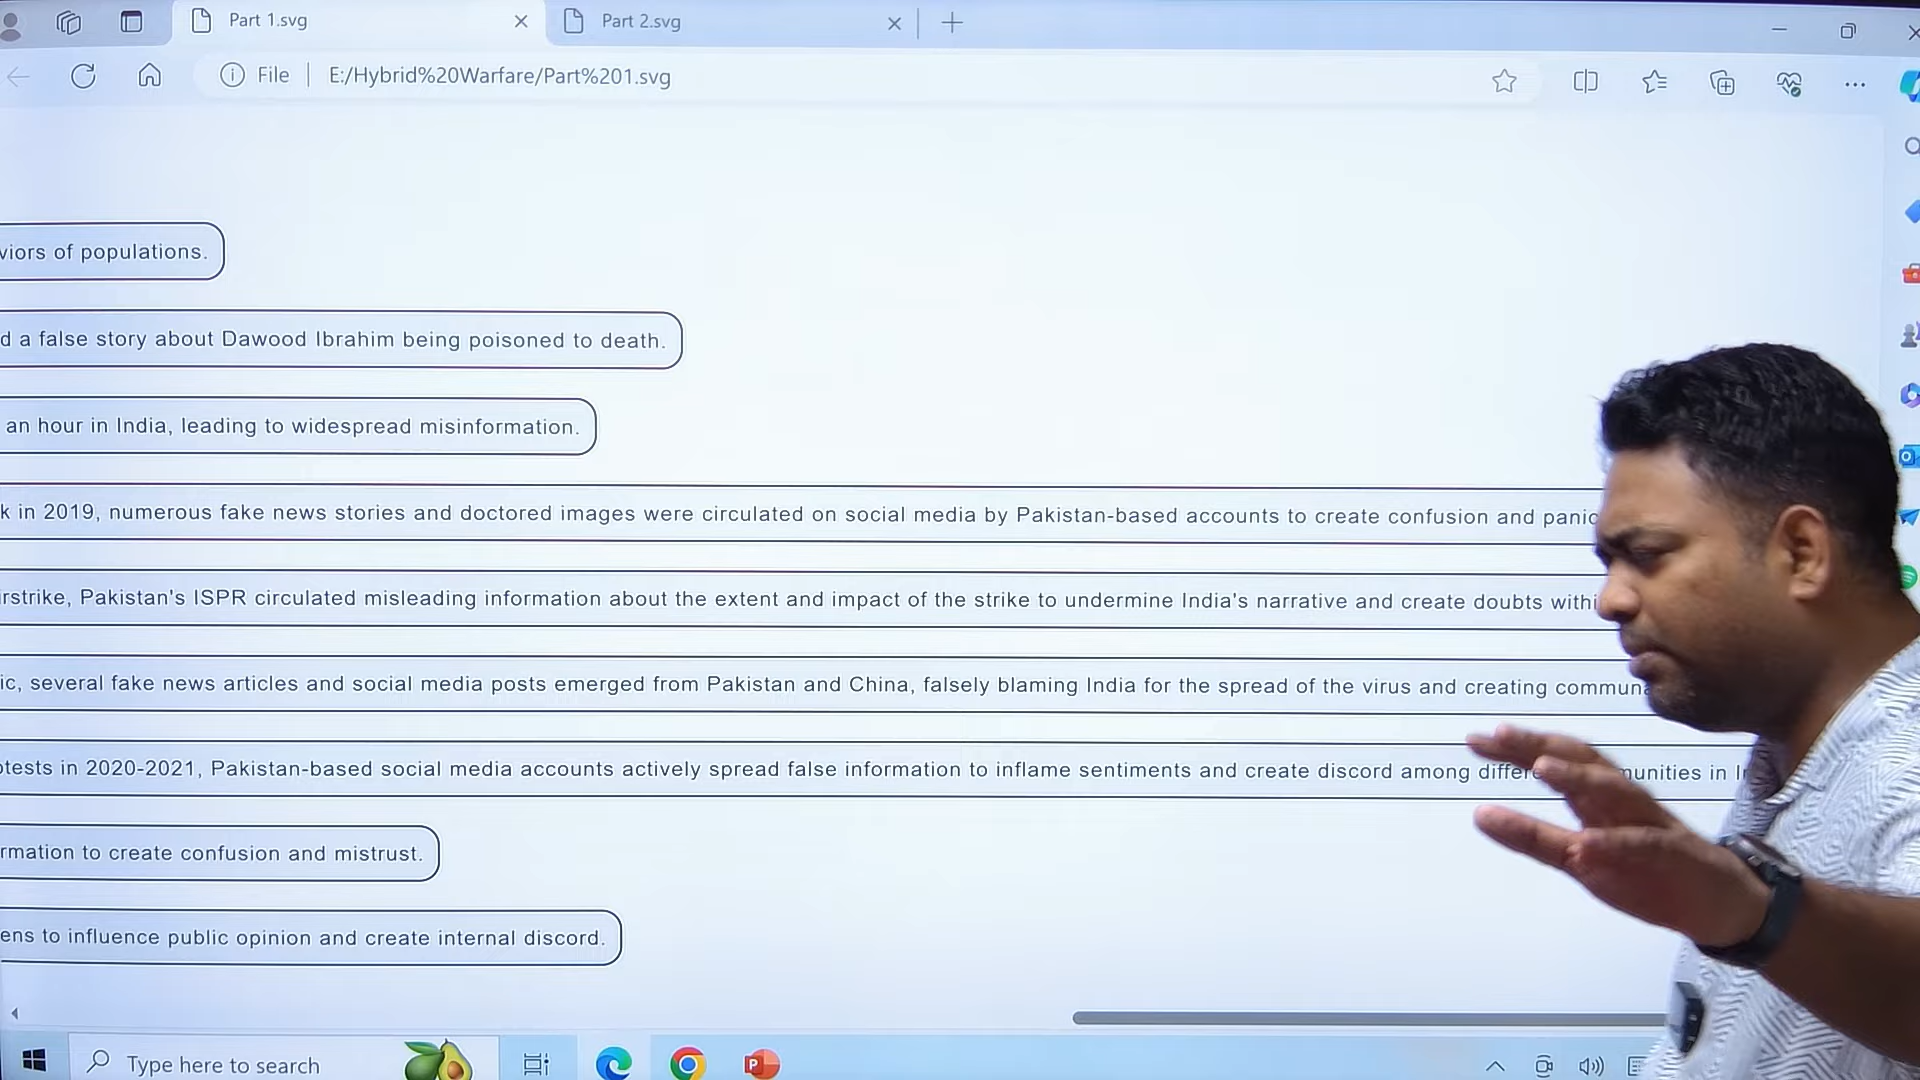 Part 1.svg
Part 2.svg
File
E:/Hybrid%20Warfare/Part%201.svg
viors of populations.
d a false story about Dawood Ibrahim being poisoned to death.
an hour in India, leading to widespread misinformation.
k in 2019, numerous fake news stories and doctored images were circulated on social media by Pakistan-based accounts to create confusion and panic
rstrike, Pakistan's ISPR circulated misleading information about the extent and impact of the strike to undermine India's narrative and create doubts withi
ic, several fake news articles and social media posts emerged from Pakistan and China, falsely blaming India for the spread of the virus and creating communa
tests in 2020-2021, Pakistan-based social media accounts actively spread false information to inflame sentiments and create discord among differe munities in I
rmation to create confusion and mistrust.
ens to influence public opinion and create internal discord.
Type here to search